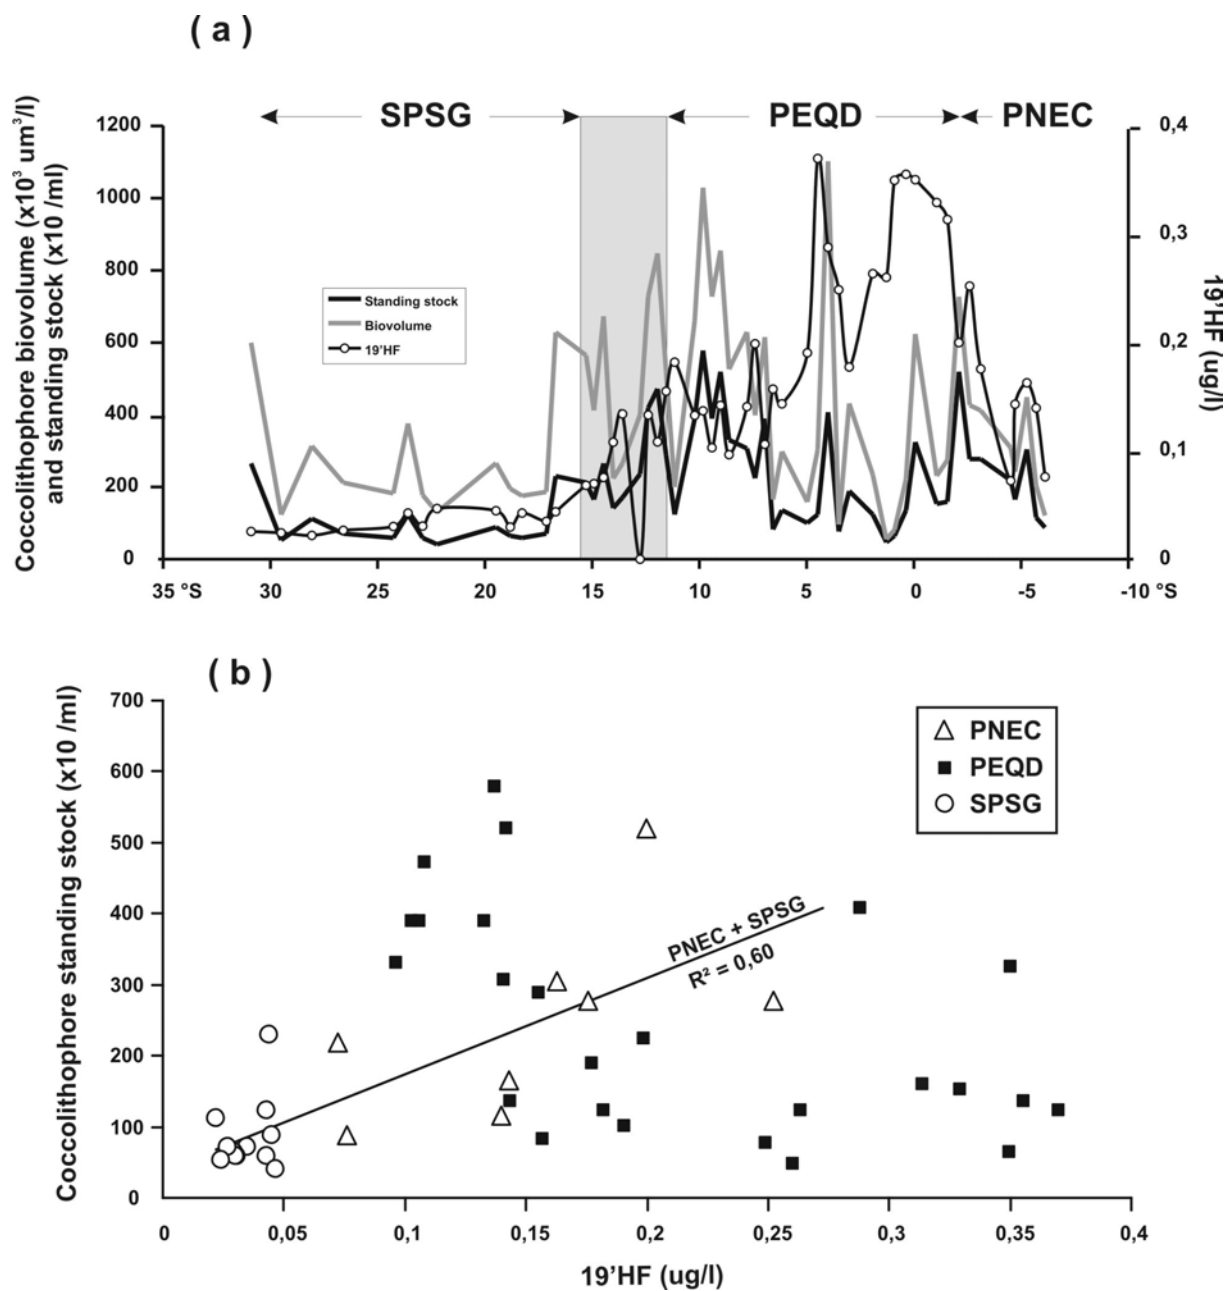 ( a )
SPSG PEQD PNEC
Coccolithophore biovolume (x10³ um³/l)
and standing stock (x10 /ml)
1200
1000
800
600
400
200
0
Standing stock
Biovolume
19'HF
0,4
0,3
0,2
0,1
0
19'HF
(ug/l)
35 °S 30 25 20 15 10 5 0 -5 -10 °S
( b )
Coccolithophore standing stock (x10 /ml)
700
600
500
400
300
200
100
0
PNEC
PEQD
SPSG
PNEC + SPSG
R² = 0,60
0 0,05 0,1 0,15 0,2 0,25 0,3 0,35 0,4
19'HF (ug/l)